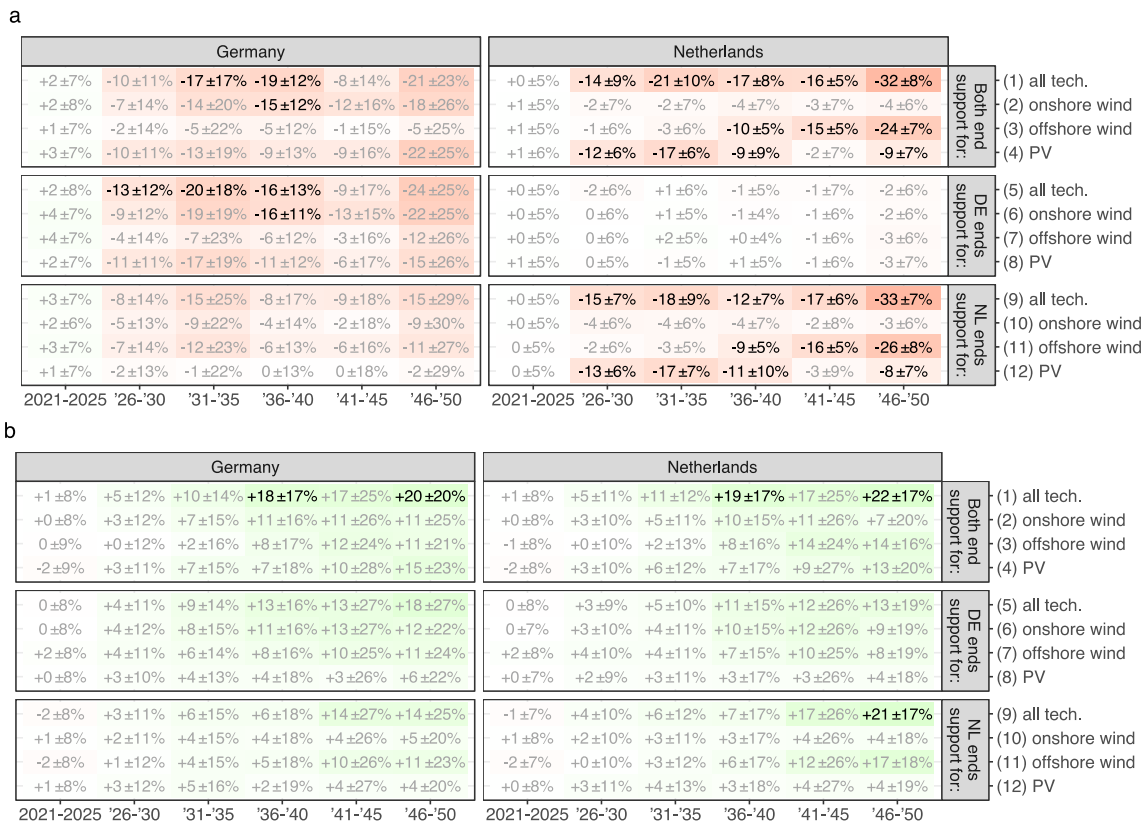 a
Germany Netherlands
+2 ±7% -10 ±11% -17 ±17% -19 ±12% -8 ±14% -21 ±23% +0 ±5% -14 ±9% -21 ±10% -17 ±8% -16 ±5% -32 ±8% (1) all tech.
+2 ±8% -7 ±14% -14 ±20% -15 ±12% -12 ±16% -18 ±26% +1 ±5% -2 ±7% -2 ±7% -4 ±7% -3 ±7% -4 ±6% (2) onshore wind
+1 ±7% -2 ±14% -5 ±22% -5 ±12% -1 ±15% -5 ±25% +1 ±5% -1 ±6% -3 ±6% -10 ±5% -15 ±5% -24 ±7% (3) offshore wind
+3 ±7% -10 ±11% -13 ±19% -9 ±13% -9 ±16% -22 ±25% +1 ±6% -12 ±6% -17 ±6% -9 ±9% -2 ±7% -9 ±7% (4) PV
Both end
support for:
+2 ±8% -13 ±12% -20 ±18% -16 ±13% -9 ±17% -24 ±25% +0 ±5% -2 ±6% +1 ±6% -1 ±5% -1 ±7% -2 ±6% (5) all tech.
+4 ±7% -9 ±12% -19 ±19% -16 ±11% -13 ±15% -22 ±25% +0 ±5% 0 ±6% +1 ±5% -1 ±4% -1 ±6% -2 ±6% (6) onshore wind
+4 ±7% -4 ±14% -7 ±23% -6 ±12% -3 ±16% -12 ±26% +0 ±5% 0 ±6% +2 ±5% +0 ±4% -1 ±6% -3 ±6% (7) offshore wind
+2 ±7% -11 ±11% -17 ±19% -11 ±12% -6 ±17% -15 ±26% +1 ±5% 0 ±5% -1 ±5% +1 ±5% -1 ±6% -3 ±7% (8) PV
DE ends
support for:
+3 ±7% -8 ±14% -15 ±25% -8 ±17% -9 ±18% -15 ±29% +0 ±5% -15 ±7% -18 ±9% -12 ±7% -17 ±6% -33 ±7% (9) all tech.
+2 ±6% -5 ±13% -9 ±22% -4 ±14% -2 ±18% -9 ±30% +0 ±5% -4 ±6% -4 ±6% -4 ±7% -2 ±8% -3 ±6% (10) onshore wind
+3 ±7% -7 ±14% -12 ±23% -6 ±13% -6 ±16% -11 ±27% 0 ±5% -2 ±6% -3 ±5% -9 ±5% -16 ±5% -26 ±8% (11) offshore wind
+1 ±7% -2 ±13% -1 ±22% 0 ±13% 0 ±18% -2 ±29% 0 ±5% -13 ±6% -17 ±7% -11 ±10% -3 ±9% -8 ±7% (12) PV
NL ends
support for:
2021-2025 '26-'30 '31-'35 '36-'40 '41-'45 '46-'50 2021-2025 '26-'30 '31-'35 '36-'40 '41-'45 '46-'50
b
Germany Netherlands
+1 ±8% +5 ±12% +10 ±14% +18 ±17% +17 ±25% +20 ±20% +1 ±8% +5 ±11% +11 ±12% +19 ±17% +17 ±25% +22 ±17% (1) all tech.
+0 ±8% +3 ±12% +7 ±15% +11 ±16% +11 ±26% +11 ±25% +0 ±8% +3 ±10% +5 ±11% +10 ±15% +11 ±26% +7 ±20% (2) onshore wind
0 ±9% +0 ±12% +2 ±16% +8 ±17% +12 ±24% +11 ±21% -1 ±8% +0 ±10% +2 ±13% +8 ±16% +14 ±24% +14 ±16% (3) offshore wind
-2 ±9% +3 ±11% +7 ±15% +7 ±18% +10 ±28% +15 ±23% -2 ±8% +3 ±10% +6 ±12% +7 ±17% +9 ±27% +13 ±20% (4) PV
Both end
support for:
0 ±8% +4 ±11% +9 ±14% +13 ±16% +13 ±27% +18 ±27% 0 ±8% +3 ±9% +5 ±10% +11 ±15% +12 ±26% +13 ±19% (5) all tech.
0 ±8% +4 ±12% +8 ±15% +11 ±16% +13 ±27% +12 ±22% 0 ±7% +3 ±10% +4 ±11% +10 ±15% +12 ±26% +9 ±19% (6) onshore wind
+2 ±8% +4 ±11% +6 ±14% +8 ±16% +10 ±25% +11 ±24% +2 ±8% +4 ±10% +4 ±11% +7 ±15% +10 ±25% +8 ±19% (7) offshore wind
+0 ±8% +3 ±10% +4 ±13% +4 ±18% +3 ±26% +6 ±22% +0 ±7% +2 ±9% +3 ±11% +3 ±17% +3 ±26% +4 ±18% (8) PV
DE ends
support for:
-2 ±8% +3 ±11% +6 ±15% +6 ±18% +14 ±27% +14 ±25% -1 ±7% +4 ±10% +6 ±12% +7 ±17% +17 ±26% +21 ±17% (9) all tech.
+1 ±8% +2 ±11% +4 ±15% +4 ±18% +4 ±26% +5 ±20% +1 ±8% +2 ±10% +3 ±11% +3 ±17% +4 ±26% +4 ±18% (10) onshore wind
-2 ±8% +1 ±12% +4 ±15% +5 ±18% +10 ±26% +11 ±23% -2 ±7% +0 ±10% +3 ±12% +6 ±17% +12 ±26% +17 ±18% (11) offshore wind
+1 ±8% +3 ±12% +5 ±16% +2 ±19% +4 ±27% +4 ±20% +0 ±8% +3 ±11% +4 ±13% +3 ±18% +4 ±27% +4 ±19% (12) PV
NL ends
support for:
2021-2025 '26-'30 '31-'35 '36-'40 '41-'45 '46-'50 2021-2025 '26-'30 '31-'35 '36-'40 '41-'45 '46-'50